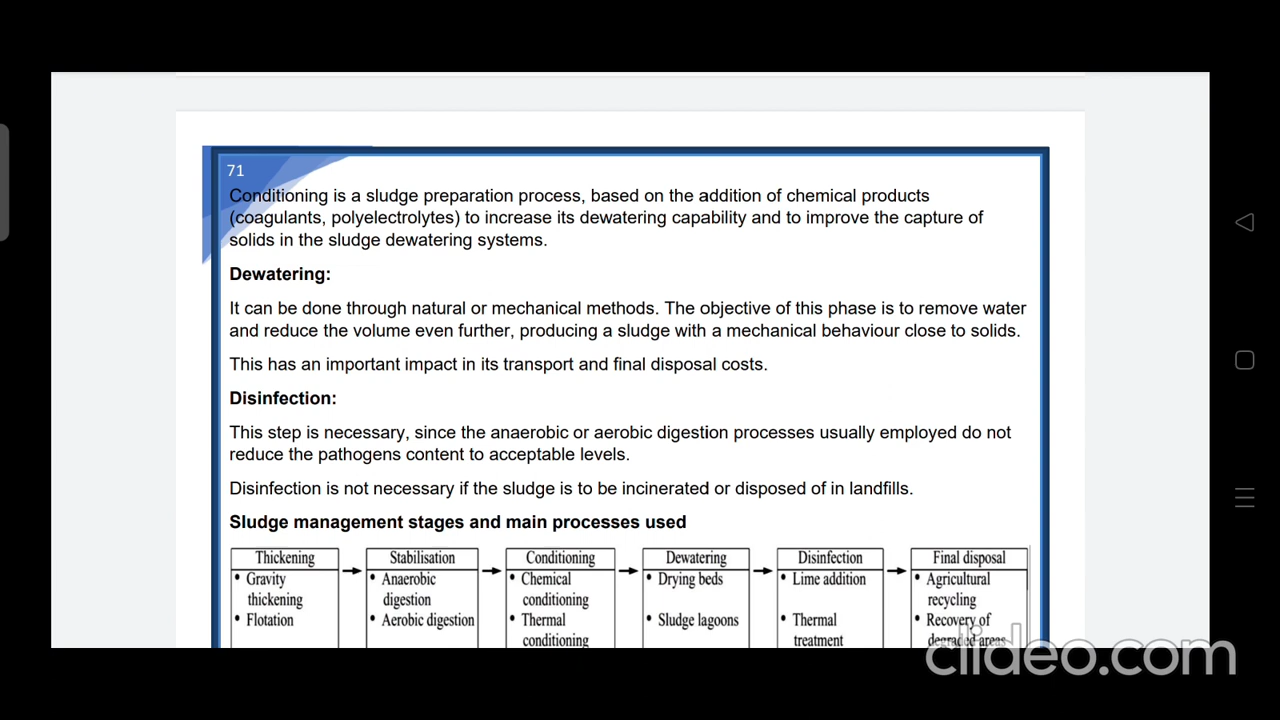 71
Conditioning is a sludge preparation process, based on the addition of chemical products
(coagulants, polyelectrolytes) to increase its dewatering capability and to improve the capture of
solids in the sludge dewatering systems.
Dewatering:
It can be done through natural or mechanical methods. The objective of this phase is to remove water
and reduce the volume even further, producing a sludge with a mechanical behaviour close to solids.
This has an important impact in its transport and final disposal costs.
Disinfection:
This step is necessary, since the anaerobic or aerobic digestion processes usually employed do not
reduce the pathogens content to acceptable levels.
Disinfection is not necessary if the sludge is to be incinerated or disposed of in landfills.
Sludge management stages and main processes used
Thickening
• Gravity
thickening
• Flotation
Stabilisation
• Anaerobic
digestion
• Aerobic digestion
Conditioning
• Chemical
conditioning
• Thermal
conditioning
Dewatering
• Drying beds
• Sludge lagoons
Disinfection
• Lime addition
• Thermal
treatment
Final disposal
• Agricultural
recycling
• Recovery of
degraded areas
clideo.com